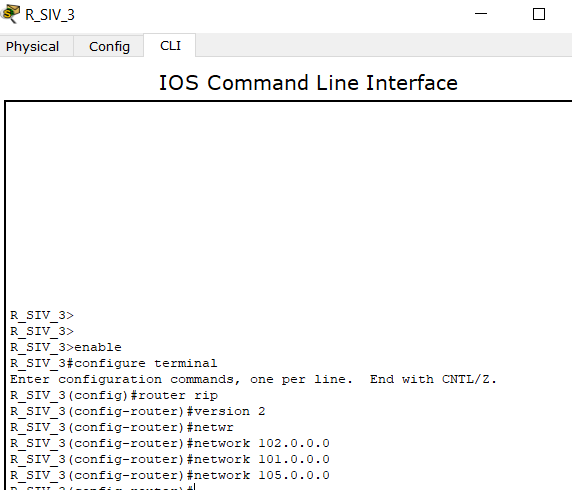 R_SIV_3
Physical Config CLI
IOS Command Line Interface
R_SIV_3>
R_SIV_3>
R_SIV_3>enable
R_SIV_3#configure terminal
Enter configuration commands, one per line.  End with CNTL/Z.
R_SIV_3(config)#router rip
R_SIV_3(config-router)#version 2
R_SIV_3(config-router)#netwr
R_SIV_3(config-router)#network 102.0.0.0
R_SIV_3(config-router)#network 101.0.0.0
R_SIV_3(config-router)#network 105.0.0.0
R_SIV_3(config-router)#